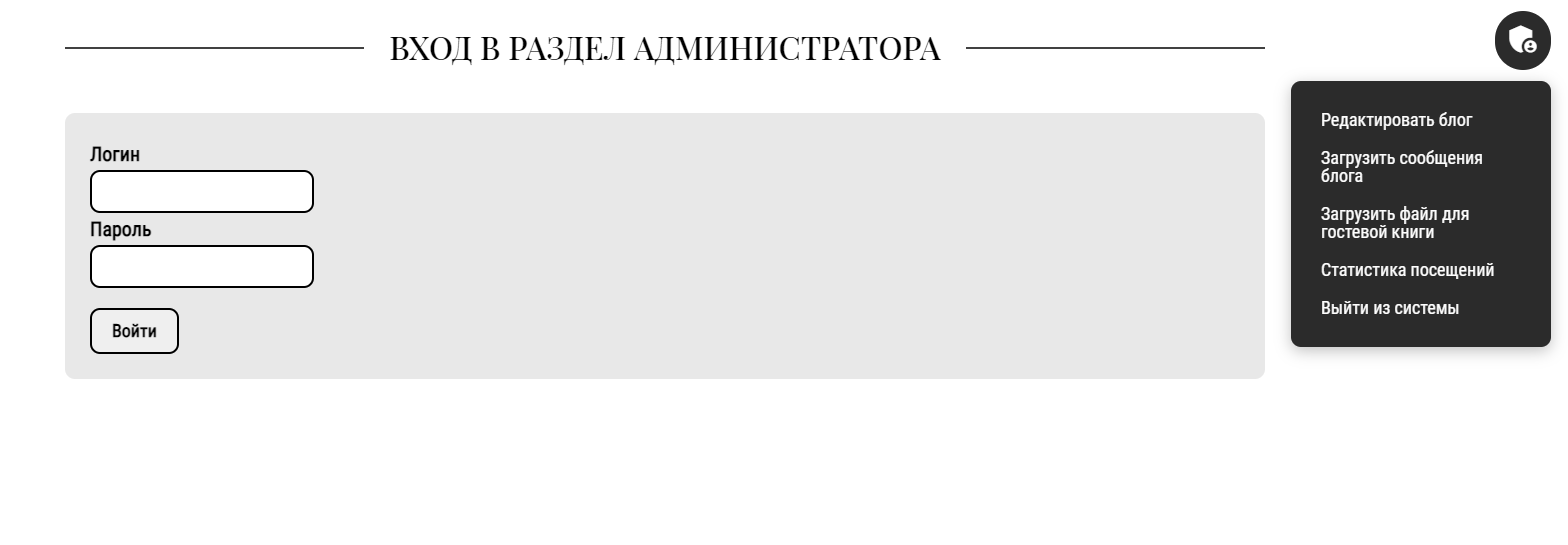 ВХОД В РАЗДЕЛ АДМИНИСТРАТОРА
Логин
Пароль
Войти
Редактировать блог
Загрузить сообщения
блога
Загрузить файл для
гостевой книги
Статистика посещений
Выйти из системы